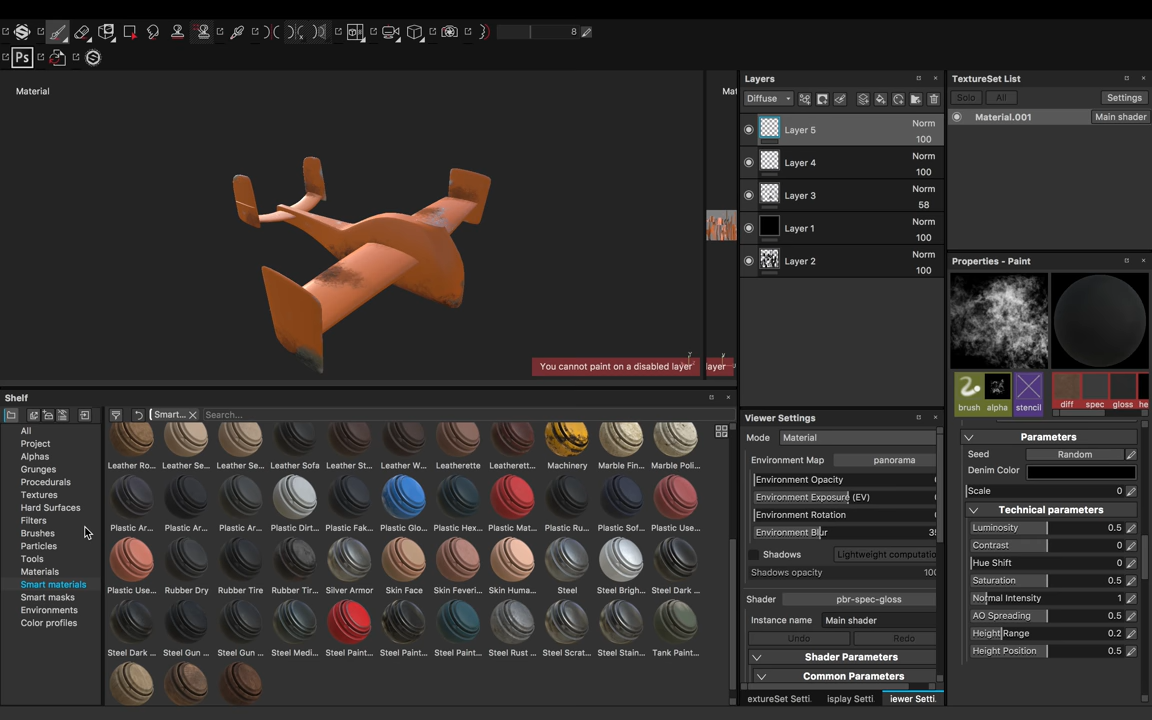 8
Ps
Material
Mat
You cannot paint on a disabled layer
layer
Layers
Diffuse
Layer 5
Norm
100
Layer 4
Norm
100
Layer 3
Norm
58
Layer 1
Norm
100
Layer 2
Norm
100
TextureSet List
Solo
All
Settings
Material.001
Main shader
Properties - Paint
brush
alpha
stencil
diff
spec
gloss
he
Parameters
Seed
Random
Denim Color
Scale
0
Technical parameters
Luminosity
0.5
Contrast
0
Hue Shift
0
Saturation
0.5
Normal Intensity
1
AO Spreading
0.5
Height Range
0.2
Height Position
0.5
Viewer Settings
Mode
Material
Environment Map
panorama
Environment Opacity
Environment Exposure (EV)
Environment Rotation
Environment Blur
Shadows
Lightweight computatio
Shadows opacity
100
Shader
pbr-spec-gloss
Instance name
Main shader
Undo
Redo
Shader Parameters
Common Parameters
extureSet Setti
isplay Setti
iewer Setti
Shelf
Smart...
Search...
All
Project
Alphas
Grunges
Procedurals
Textures
Hard Surfaces
Filters
Brushes
Particles
Tools
Materials
Smart materials
Smart masks
Environments
Color profiles
Leather Ro... Leather Se... Leather Se... Leather Sofa Leather St... Leather W... Leatherette Leatherett... Machinery Marble Fin... Marble Poli...
Plastic Ar... Plastic Ar... Plastic Ar... Plastic Dirt... Plastic Fak... Plastic Glo... Plastic Hex... Plastic Mat... Plastic Ru... Plastic Sof... Plastic Use...
Plastic Use... Rubber Dry Rubber Tire Rubber Tir... Silver Armor Skin Face Skin Feveri... Skin Huma... Steel Steel Brigh... Steel Dark ...
Steel Dark ... Steel Gun ... Steel Gun ... Steel Medi... Steel Paint... Steel Paint... Steel Paint... Steel Rust ... Steel Scrat... Steel Stain... Tank Paint...